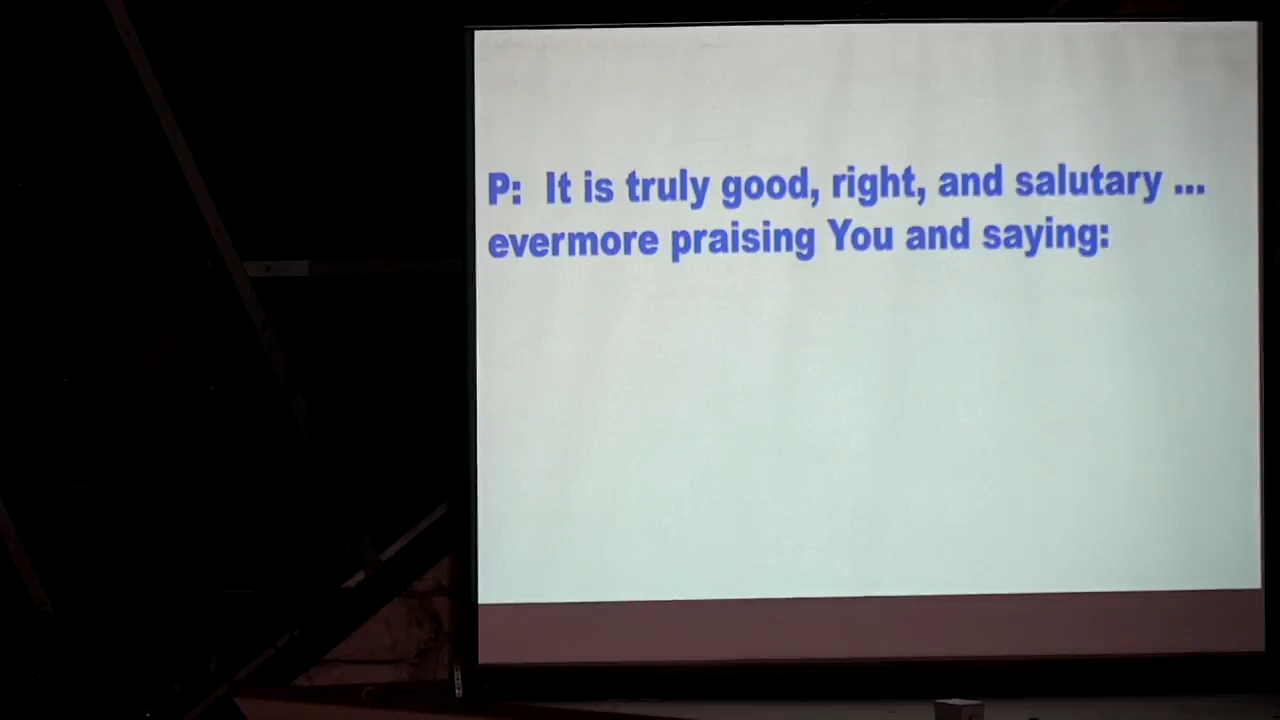 P: It is truly good, right, and salutary ...
evermore praising You and saying: